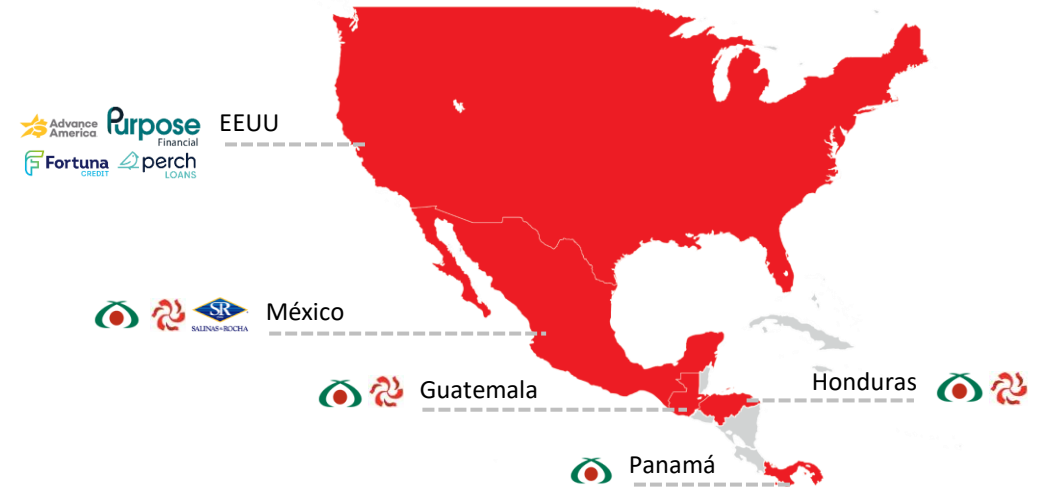 Advance
America
Purpose
Financial
EEUU
Fortuna
CREDIT
perch
LOANS
SR
SALINAS Y ROCHA
México
Guatemala
Honduras
Panamá